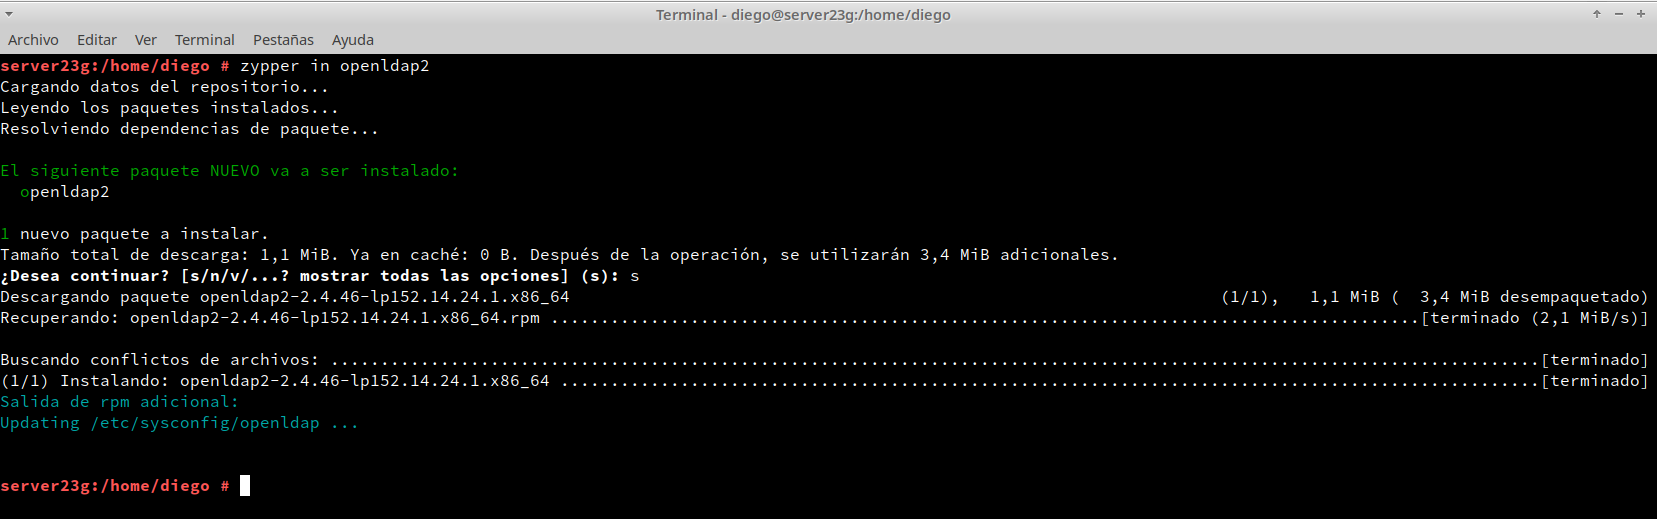 Terminal - diego@server23g:/home/diego
Archivo Editar Ver Terminal Pestañas Ayuda
server23g:/home/diego # zypper in openldap2
Cargando datos del repositorio...
Leyendo los paquetes instalados...
Resolviendo dependencias de paquete...
El siguiente paquete NUEVO va a ser instalado:
openldap2
1 nuevo paquete a instalar.
Tamaño total de descarga: 1,1 MiB. Ya en caché: 0 B. Después de la operación, se utilizarán 3,4 MiB adicionales.
¿Desea continuar? [s/n/v/...? mostrar todas las opciones] (s): s
Descargando paquete openldap2-2.4.46-lp152.14.24.1.x86_64 (1/1), 1,1 MiB ( 3,4 MiB desempaquetado)
Recuperando: openldap2-2.4.46-lp152.14.24.1.x86_64.rpm .......................................................................................[terminado (2,1 MiB/s)]
Buscando conflictos de archivos: .........................................................................................................................[terminado]
(1/1) Instalando: openldap2-2.4.46-lp152.14.24.1.x86_64 ..................................................................................................[terminado]
Salida de rpm adicional:
Updating /etc/sysconfig/openldap ...
server23g:/home/diego #